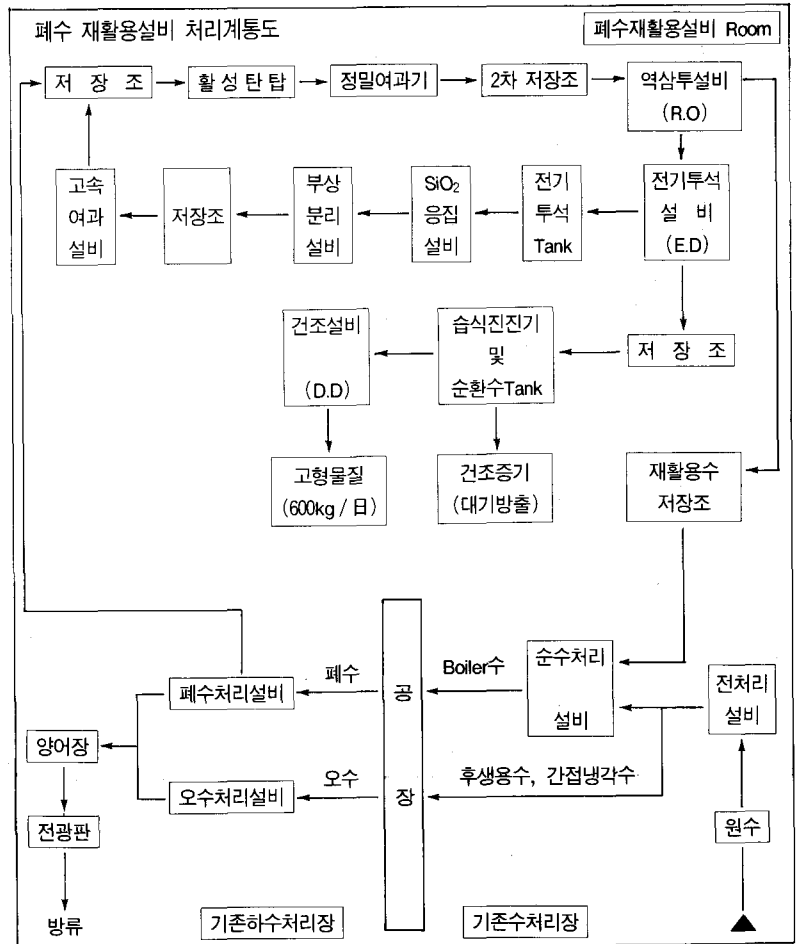 폐수 재활용설비 처리계통도
폐수재활용설비 Room
저 장 조
활성탄탑
정밀여과기
2차 저장조
역삼투설비
(R.O)
고속
여과
설비
저장조
부상
분리
설비
SiO₂
응집
설비
전기
투석
Tank
전기투석
설 비
(E.D)
건조설비
(D.D)
습식진진기
및
순환수Tank
저 장 조
고형물질
(600kg / 日)
건조증기
(대기방출)
재활용수
저장조
폐수처리설비
폐수
공
장
Boiler수
순수처리
설비
전처리
설비
양어장
오수처리설비
오수
후생용수, 간접냉각수
전광판
원수
방류
기존하수처리장
기존수처리장